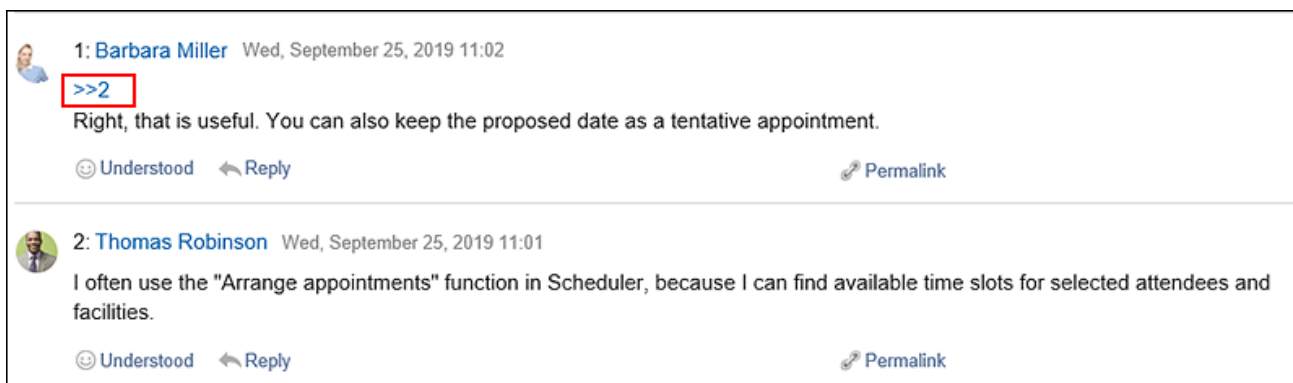 1: Barbara Miller Wed, September 25, 2019 11:02
>>2
Right, that is useful. You can also keep the proposed date as a tentative appointment.
Understood Reply Permalink
2: Thomas Robinson Wed, September 25, 2019 11:01
I often use the "Arrange appointments" function in Scheduler, because I can find available time slots for selected attendees and
facilities.
Understood Reply Permalink